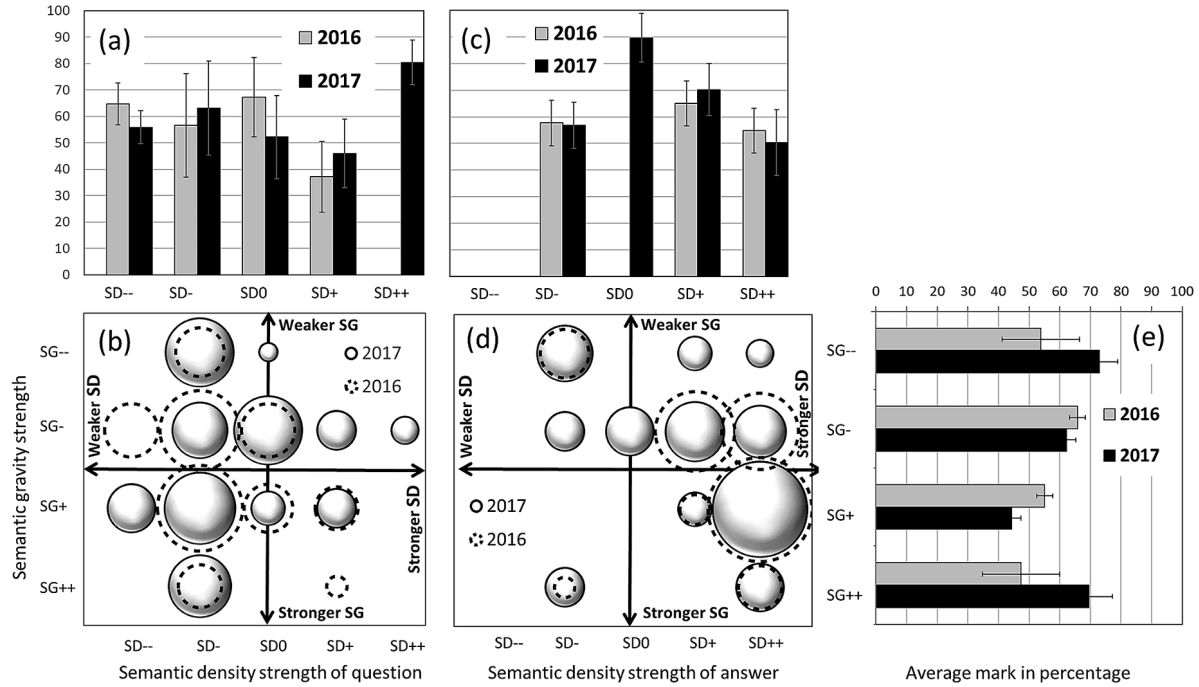 100
90
80
70
60
50
40
30
20
10
0
(a)
2016
2017
SD-- SD- SD0 SD+ SD++
(c)
2016
2017
SD-- SD- SD0 SD+ SD++
Semantic gravity strength
SG--
SG-
SG+
SG++
(b)
Weaker SG
2017
2016
Weaker SD
Stronger SD
Stronger SG
SD-- SD- SD0 SD+ SD++
Semantic density strength of question
(d)
Weaker SG
Weaker SD
Stronger SD
2017
2016
Stronger SG
SD-- SD- SD0 SD+ SD++
Semantic density strength of answer
0 10 20 30 40 50 60 70 80 90 100
(e)
SG--
SG-
SG+
SG++
2016
2017
Average mark in percentage